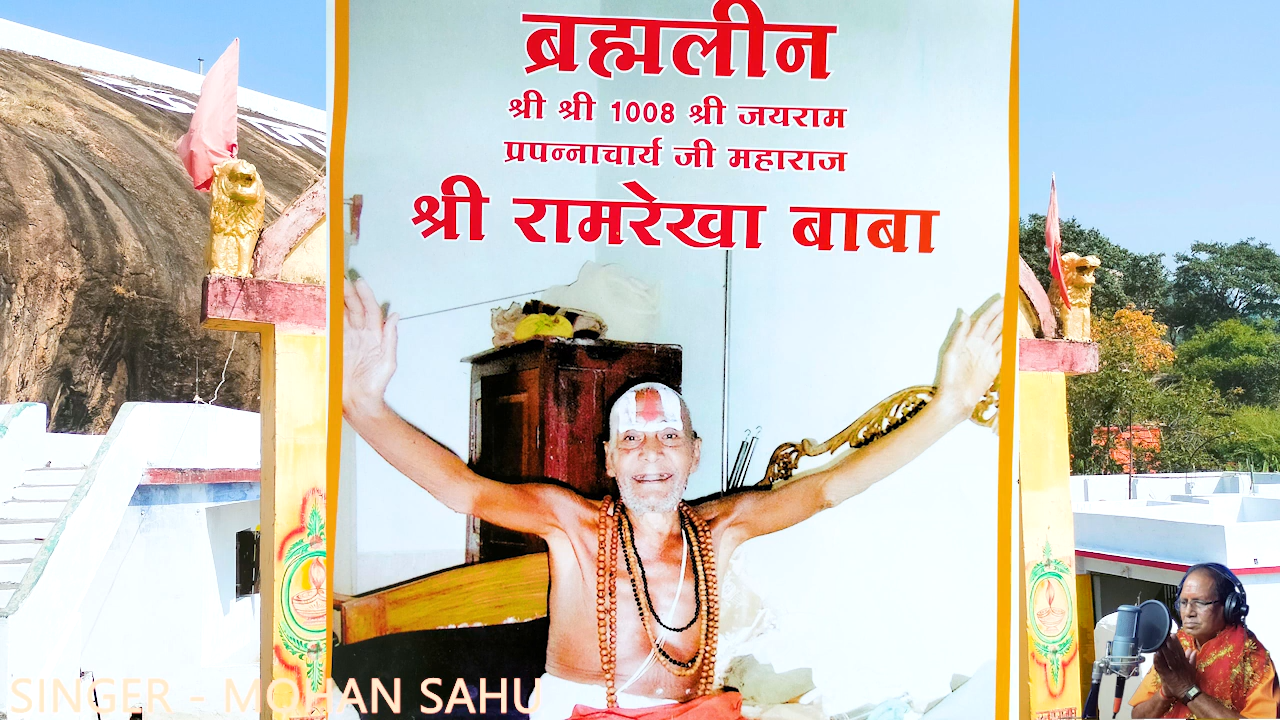 ब्रह्मलीन
श्री श्री 1008 श्री जयराम
प्रपन्नाचार्य जी महाराज
श्री रामरेखा बाबा
SINGER - MOHAN SAHU